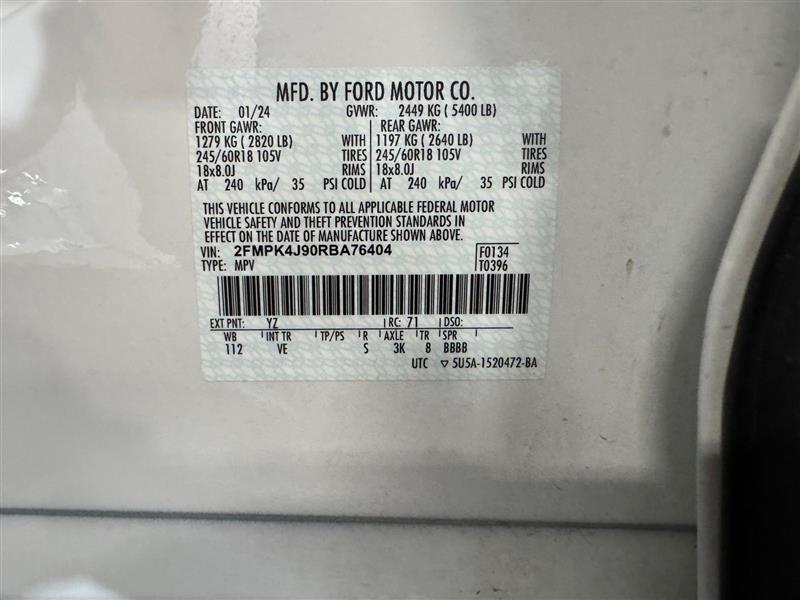 MFD. BY FORD MOTOR CO.
DATE: 01/24 GVWR: 2449 KG ( 5400 LB)
FRONT GAWR: REAR GAWR:
1279 KG ( 2820 LB) WITH 1197 KG ( 2640 LB) WITH
245/60R18 105V TIRES 245/60R18 105V TIRES
18x8.0J RIMS 18x8.0J RIMS
AT 240 kPa/ 35 PSI COLD AT 240 kPa/ 35 PSI COLD
THIS VEHICLE CONFORMS TO ALL APPLICABLE FEDERAL MOTOR
VEHICLE SAFETY AND THEFT PREVENTION STANDARDS IN
EFFECT ON THE DATE OF MANUFACTURE SHOWN ABOVE.
VIN: 2FMPK4J90RBA76404 F0134
TYPE: MPV T0396
EXT PNT: YZ RC: 71 DSO:
WB INT TR TP/PS R AXLE TR SPR
112 VE S 3K 8 BBBB
UTC ▽ 5U5A-1520472-BA